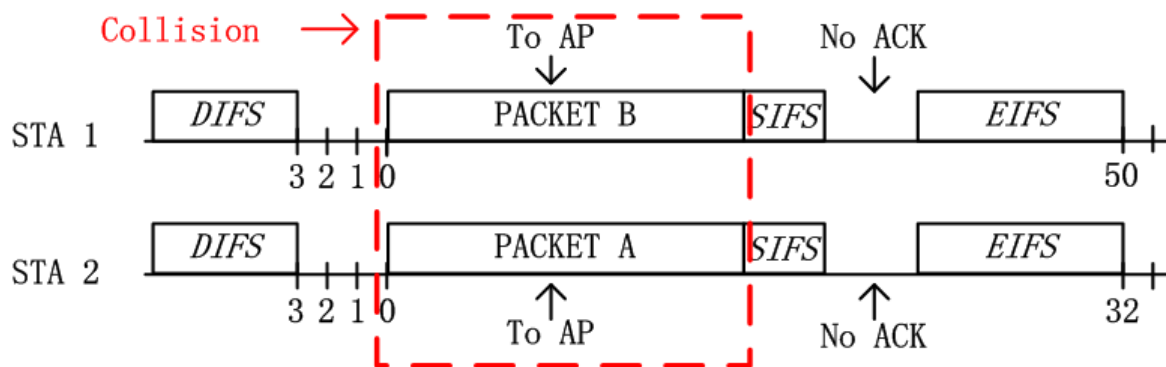 Collision
To AP
No ACK
STA 1
DIFS
PACKET B
SIFS
EIFS
3 2 1 0
50
STA 2
DIFS
PACKET A
SIFS
EIFS
3 2 1 0
32
To AP
No ACK